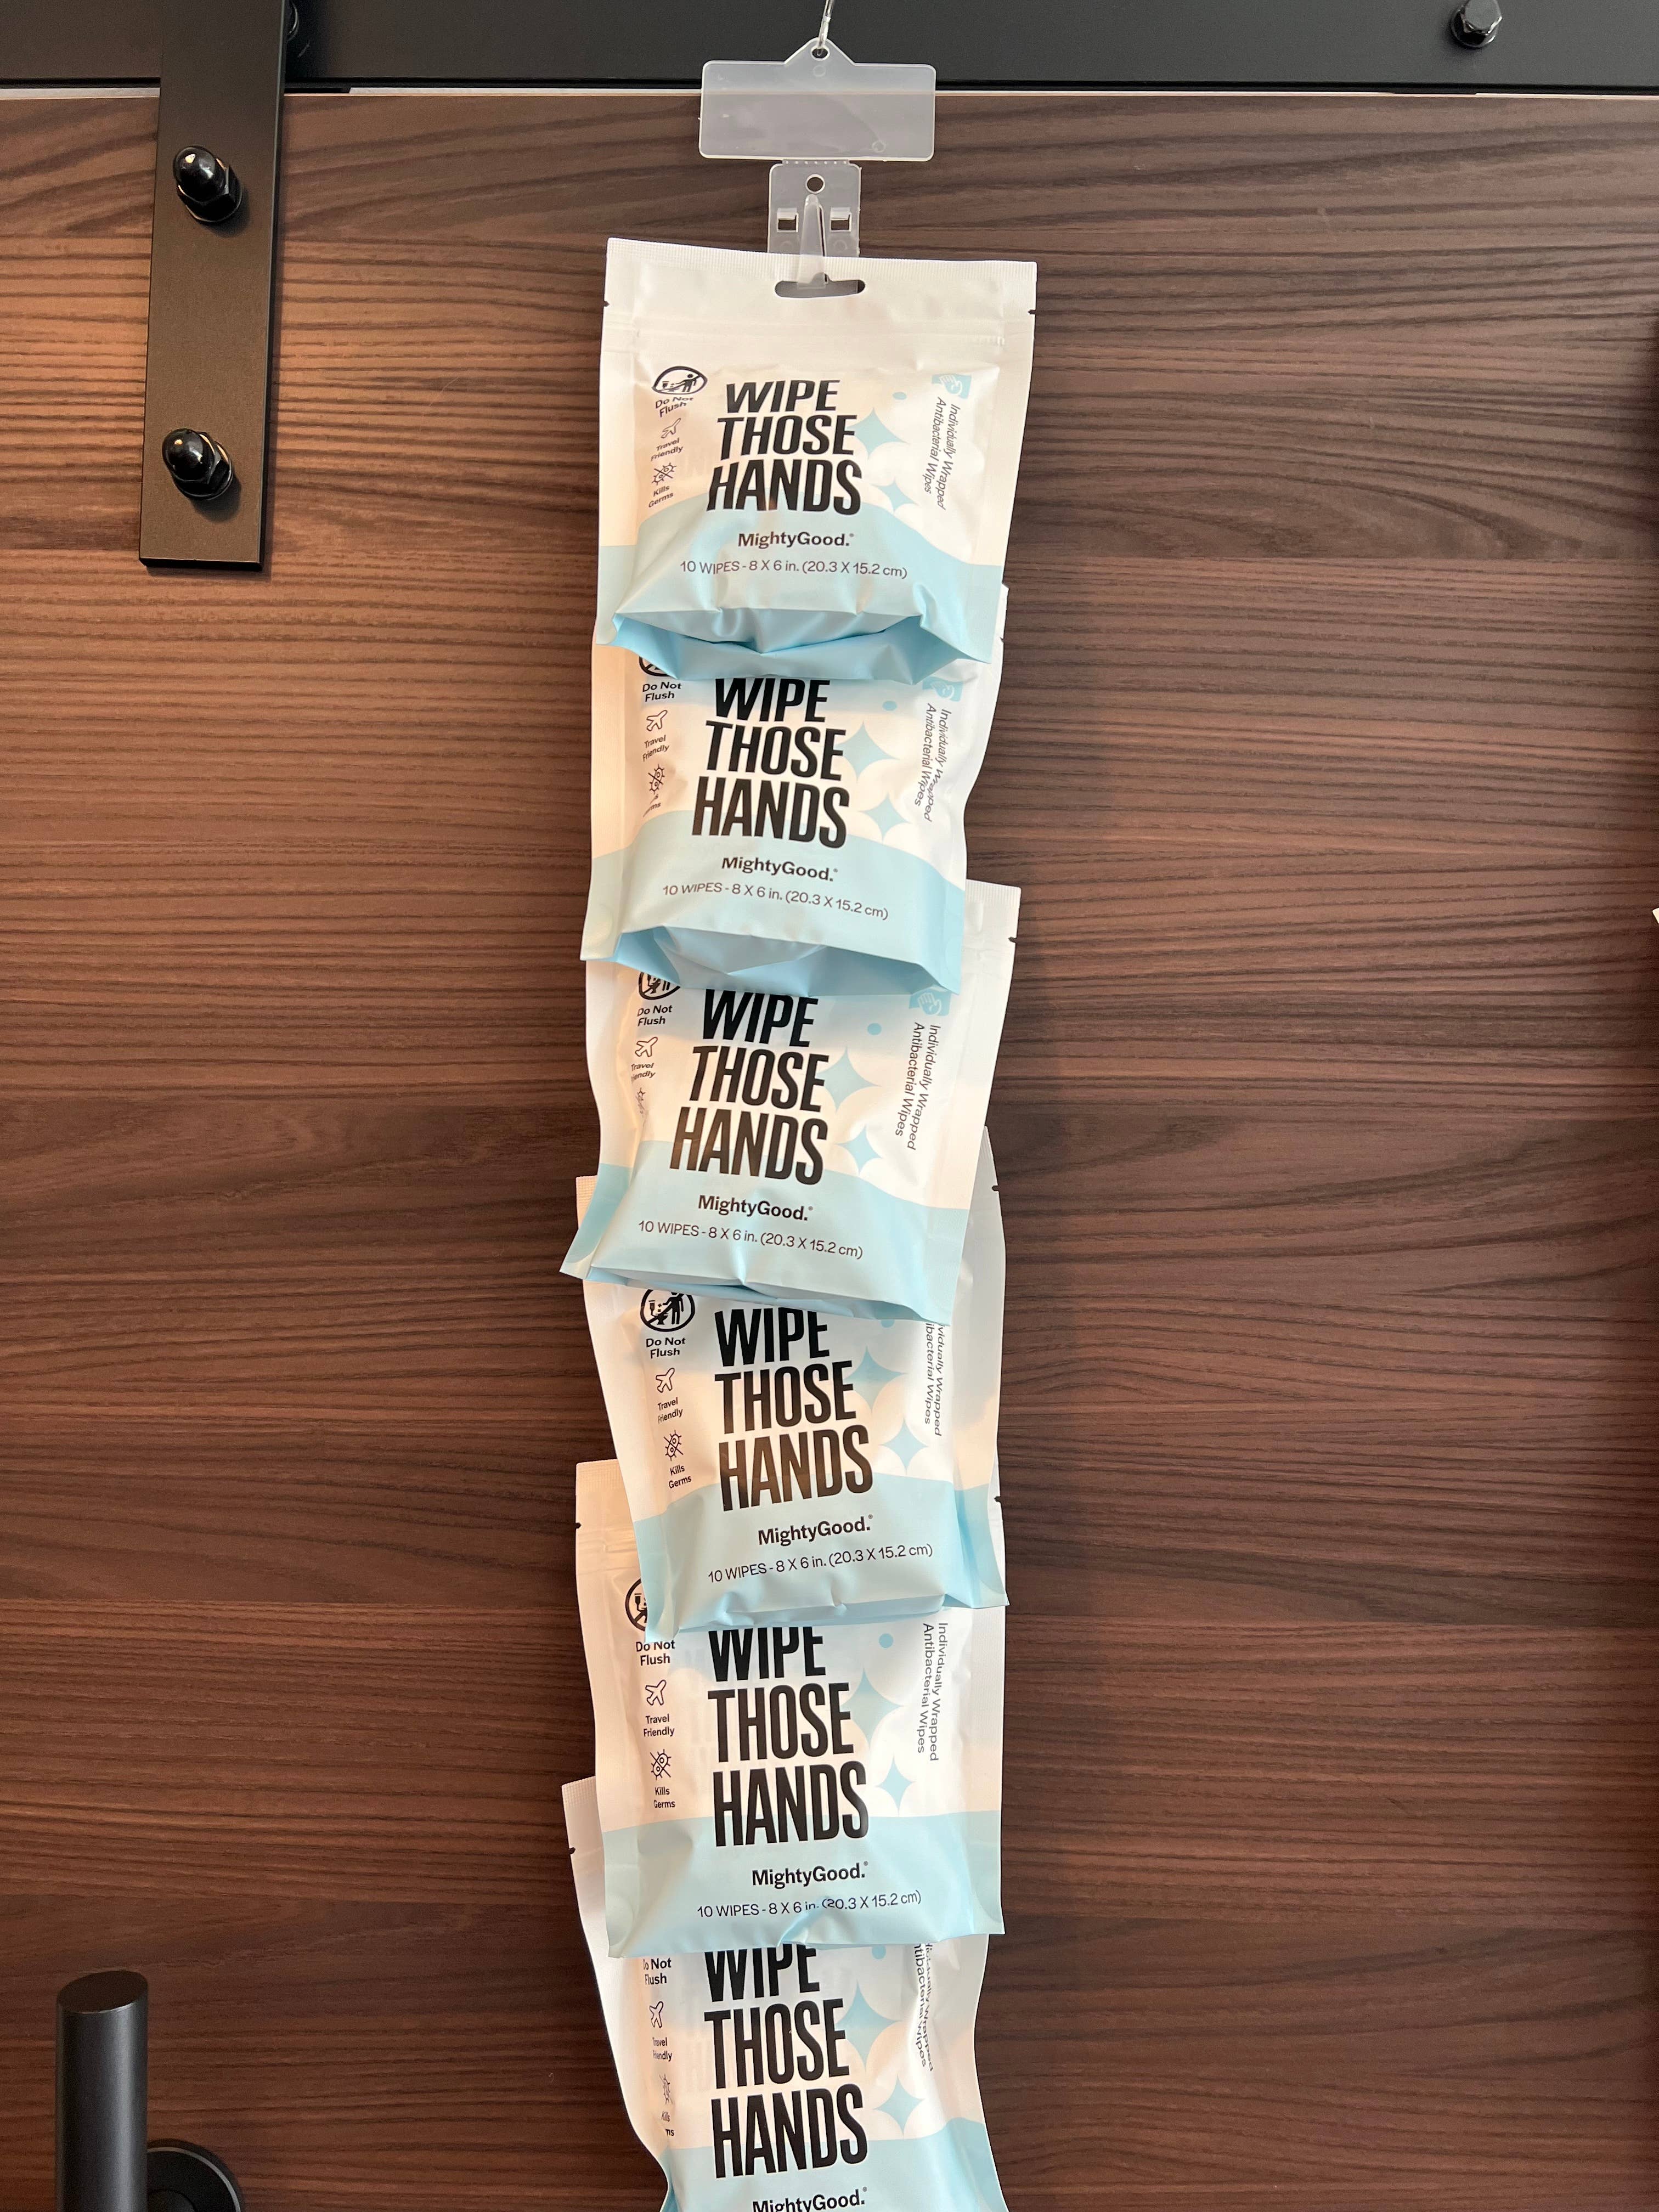 Do Not
Flush
Travel
Friendly
Kills
Germs
WIPE
THOSE
HANDS
MightyGood.®
10 WIPES - 8 X 6 in. (20.3 X 15.2 cm)
Individually Wrapped
Antibacterial Wipes
Do Not
Flush
Travel
Friendly
WIPE
THOSE
HANDS
MightyGood.®
10 WIPES - 8 X 6 in. (20.3 X 15.2 cm)
Individually Wrapped
Antibacterial Wipes
Do Not
Flush
Travel
WIPE
THOSE
HANDS
MightyGood.®
10 WIPES - 8 X 6 in. (20.3 X 15.2 cm)
Individually Wrapped
Antibacterial Wipes
Do Not
Flush
Travel
Friendly
Kills
Germs
WIPE
THOSE
HANDS
MightyGood.®
10 WIPES - 8 X 6 in. (20.3 X 15.2 cm)
Wrapped
Wipes
Do Not
Flush
Travel
Friendly
Kills
Germs
WIPE
THOSE
HANDS
MightyGood.®
10 WIPES - 8 X 6 in. (20.3 X 15.2 cm)
Individually Wrapped
Antibacterial Wipes
Not
WIPE
THOSE
HANDS
MightyGood.®
Wrapped
Wipes